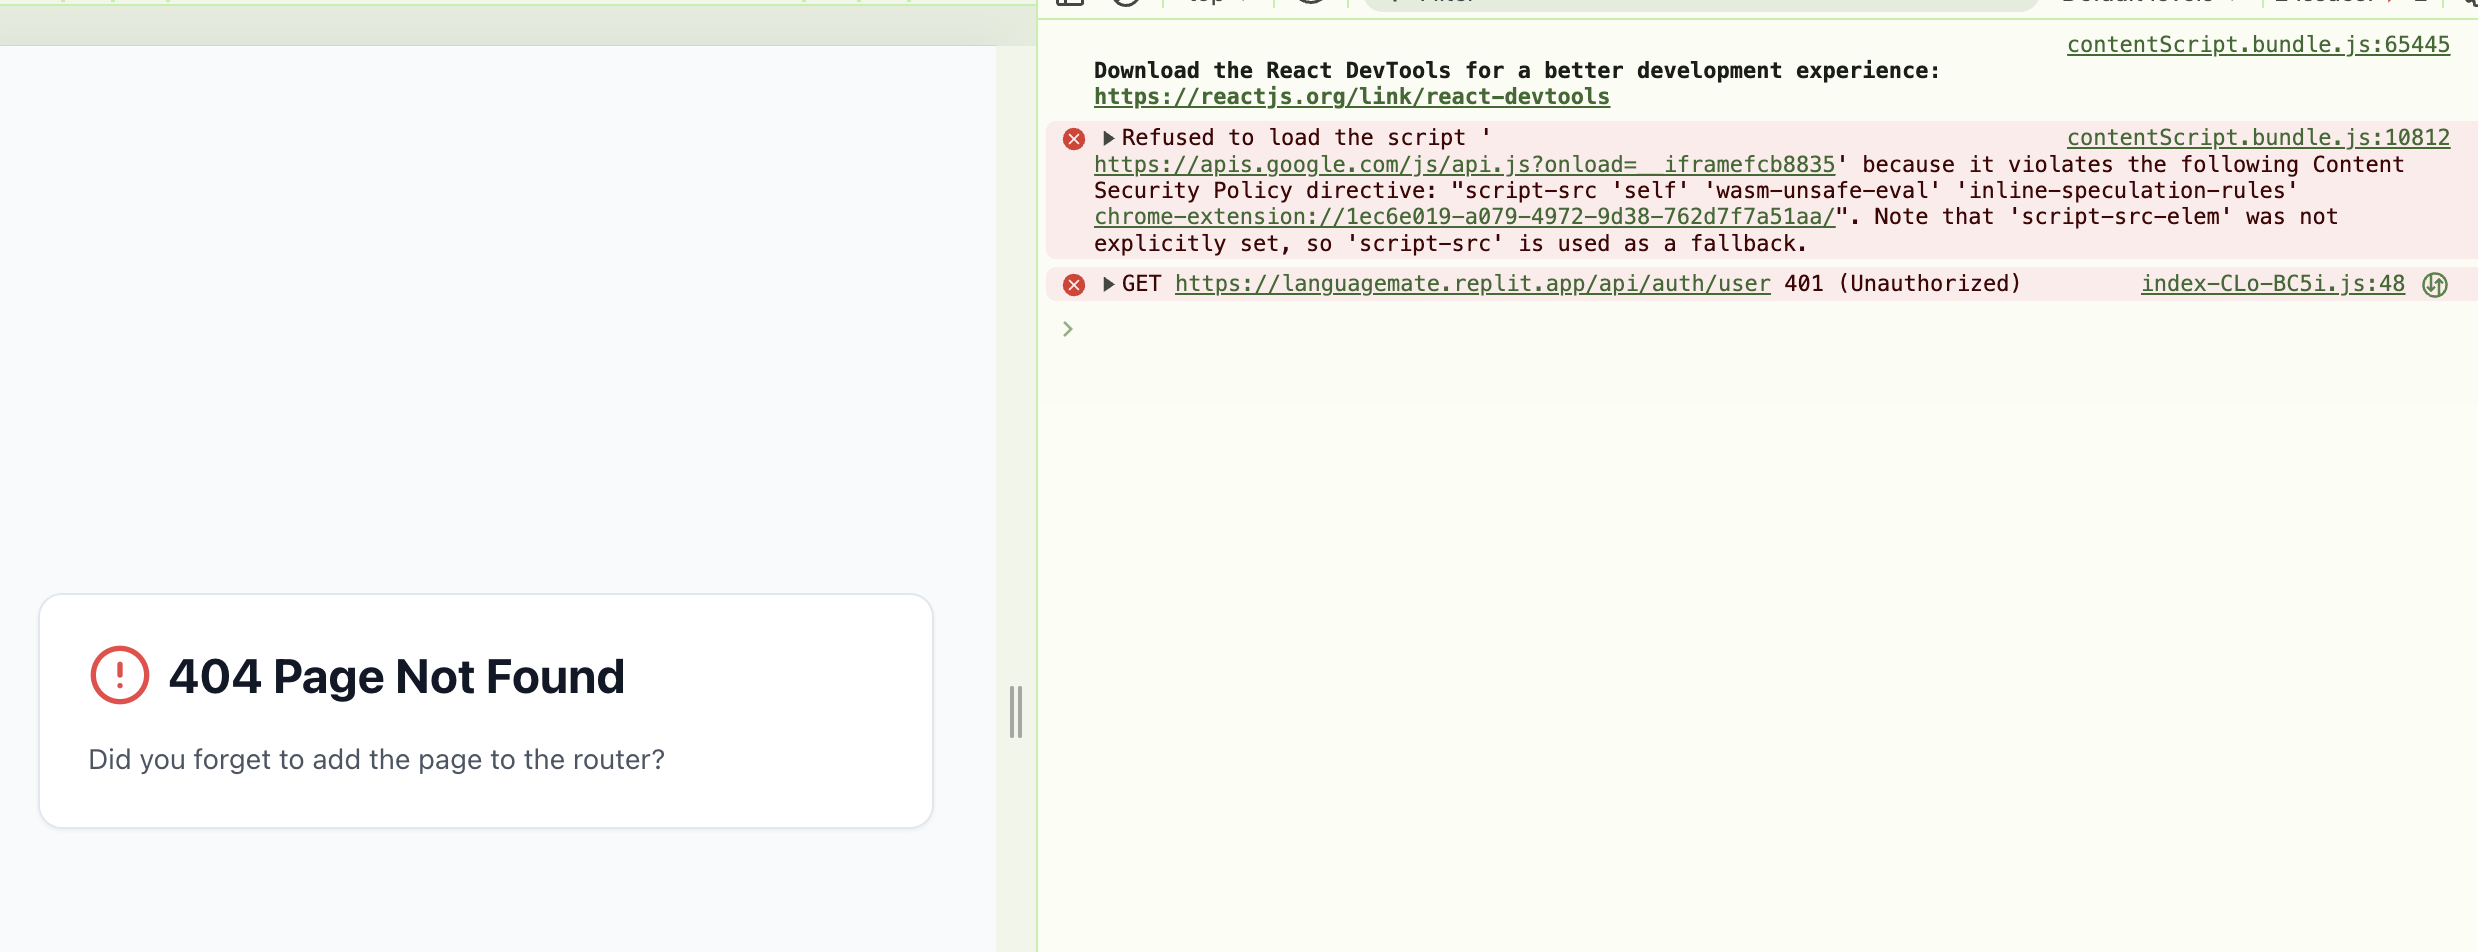 404 Page Not Found
Did you forget to add the page to the router?
contentScript.bundle.js:65445
Download the React DevTools for a better development experience:
https://reactjs.org/link/react-devtools
Refused to load the script ' contentScript.bundle.js:10812
https://apis.google.com/js/api.js?onload=__iframefcb8835' because it violates the following Content
Security Policy directive: "script-src 'self' 'wasm-unsafe-eval' 'inline-speculation-rules'
chrome-extension://1ec6e019-a079-4972-9d38-762d7f7a51aa/". Note that 'script-src-elem' was not
explicitly set, so 'script-src' is used as a fallback.
GET https://languagemate.replit.app/api/auth/user 401 (Unauthorized) index-CLo-BC5i.js:48